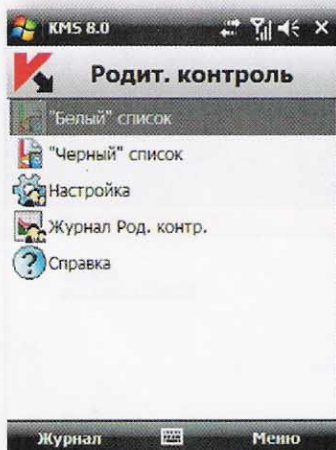 KMS 8.0
Родит. контроль
"Белый" список
"Черный" список
Настройка
Журнал Род. контр.
Справка
Журнал
Меню